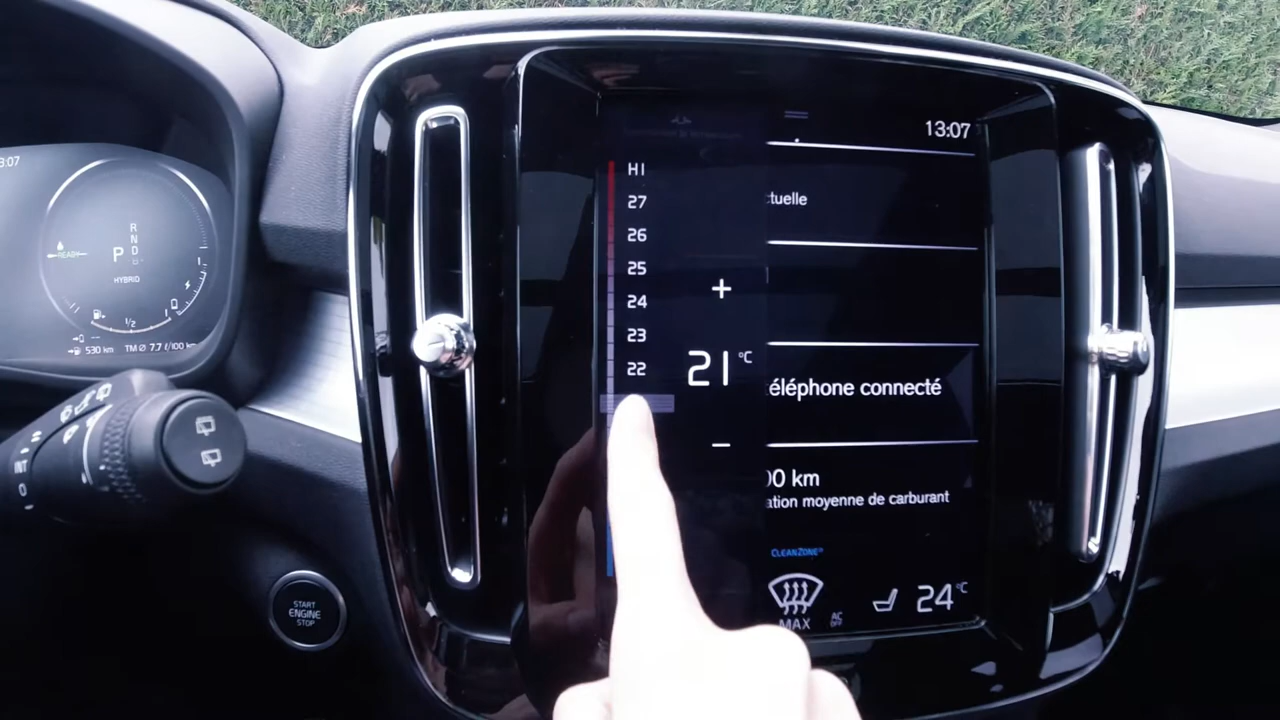 3:07
R
N
D
P
READY
HYBRID
1/2
530 km TM Ø 7.7 ℓ/100 km
INT
0
START
ENGINE
STOP
13:07
HI
27
26
25
24
23
22
21 °C
+
−
ctuelle
éléphone connecté
00 km
ation moyenne de carburant
CLEANZONE®
MAX
AC
OFF
24 °C